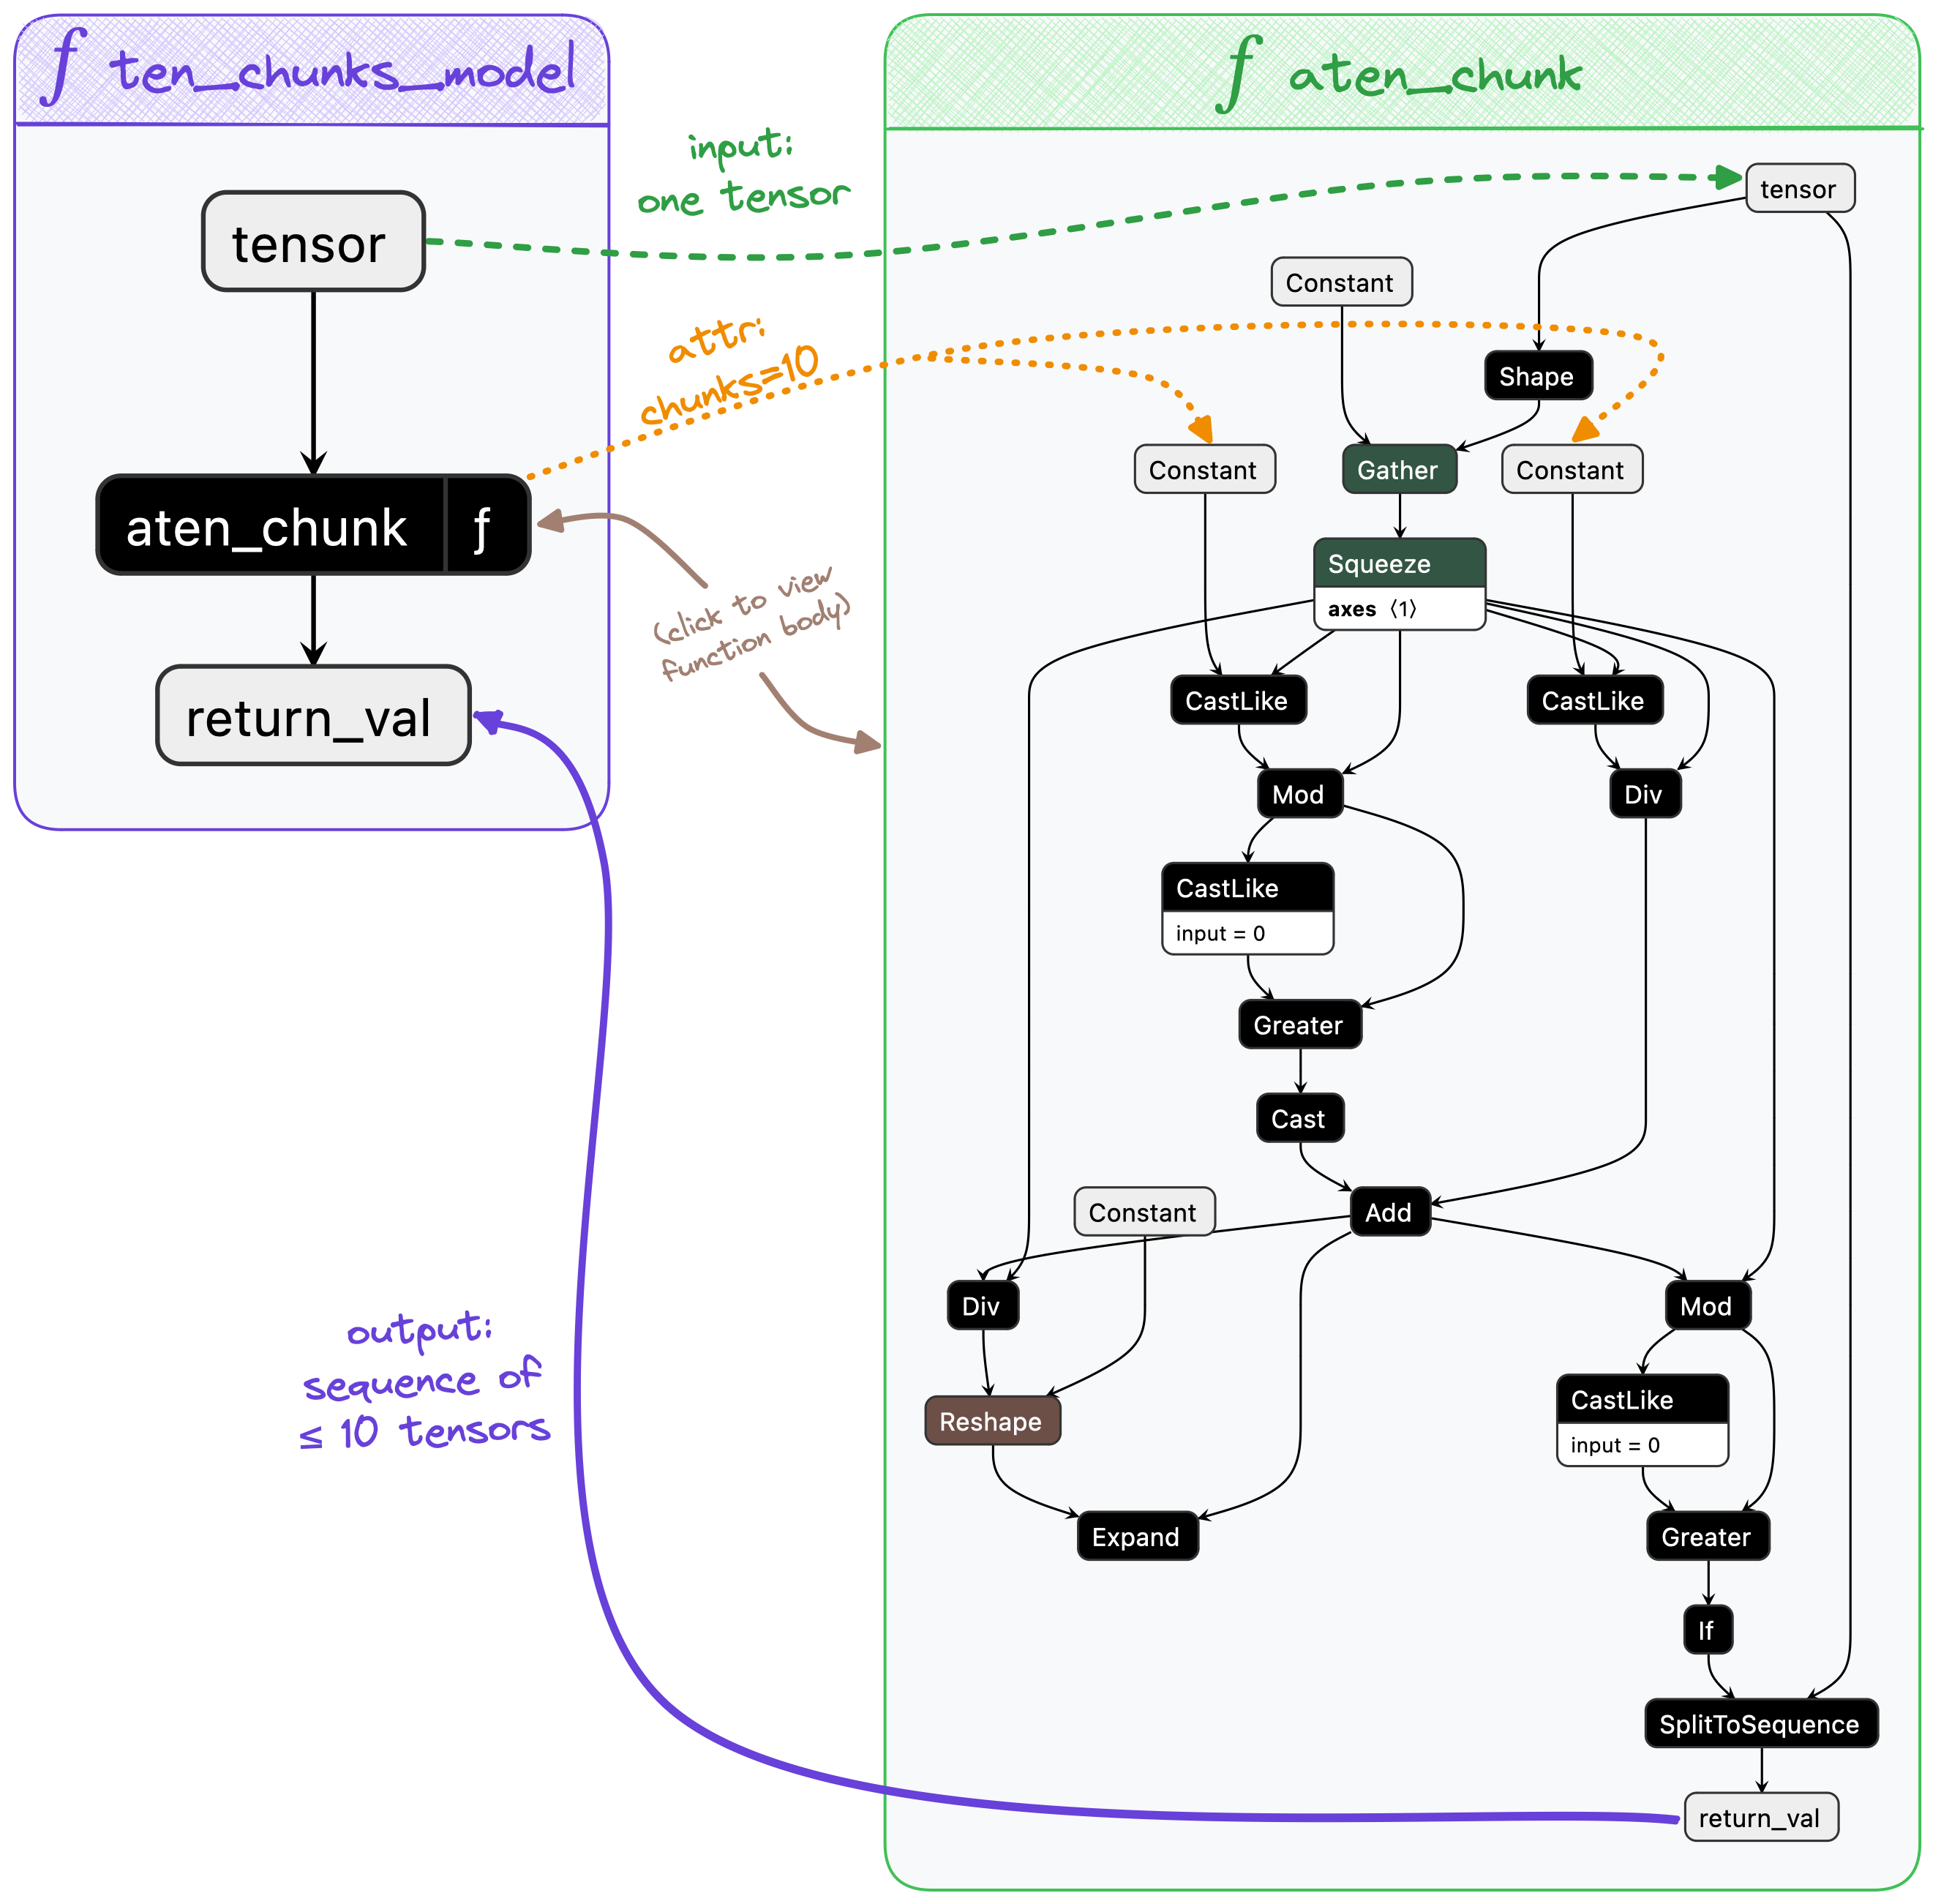 ƒ ten_chunks_model
tensor
aten_chunk ƒ
return_val
input:
one tensor
attr:
chunks=10
(click to view
function body)
output:
sequence of
≤ 10 tensors
ƒ aten_chunk
tensor
Constant
Shape
Constant
Gather
Constant
Squeeze
axes ⟨1⟩
CastLike
CastLike
Mod
Div
CastLike
input = 0
Greater
Cast
Constant
Add
Div
Mod
Reshape
CastLike
input = 0
Expand
Greater
If
SplitToSequence
return_val